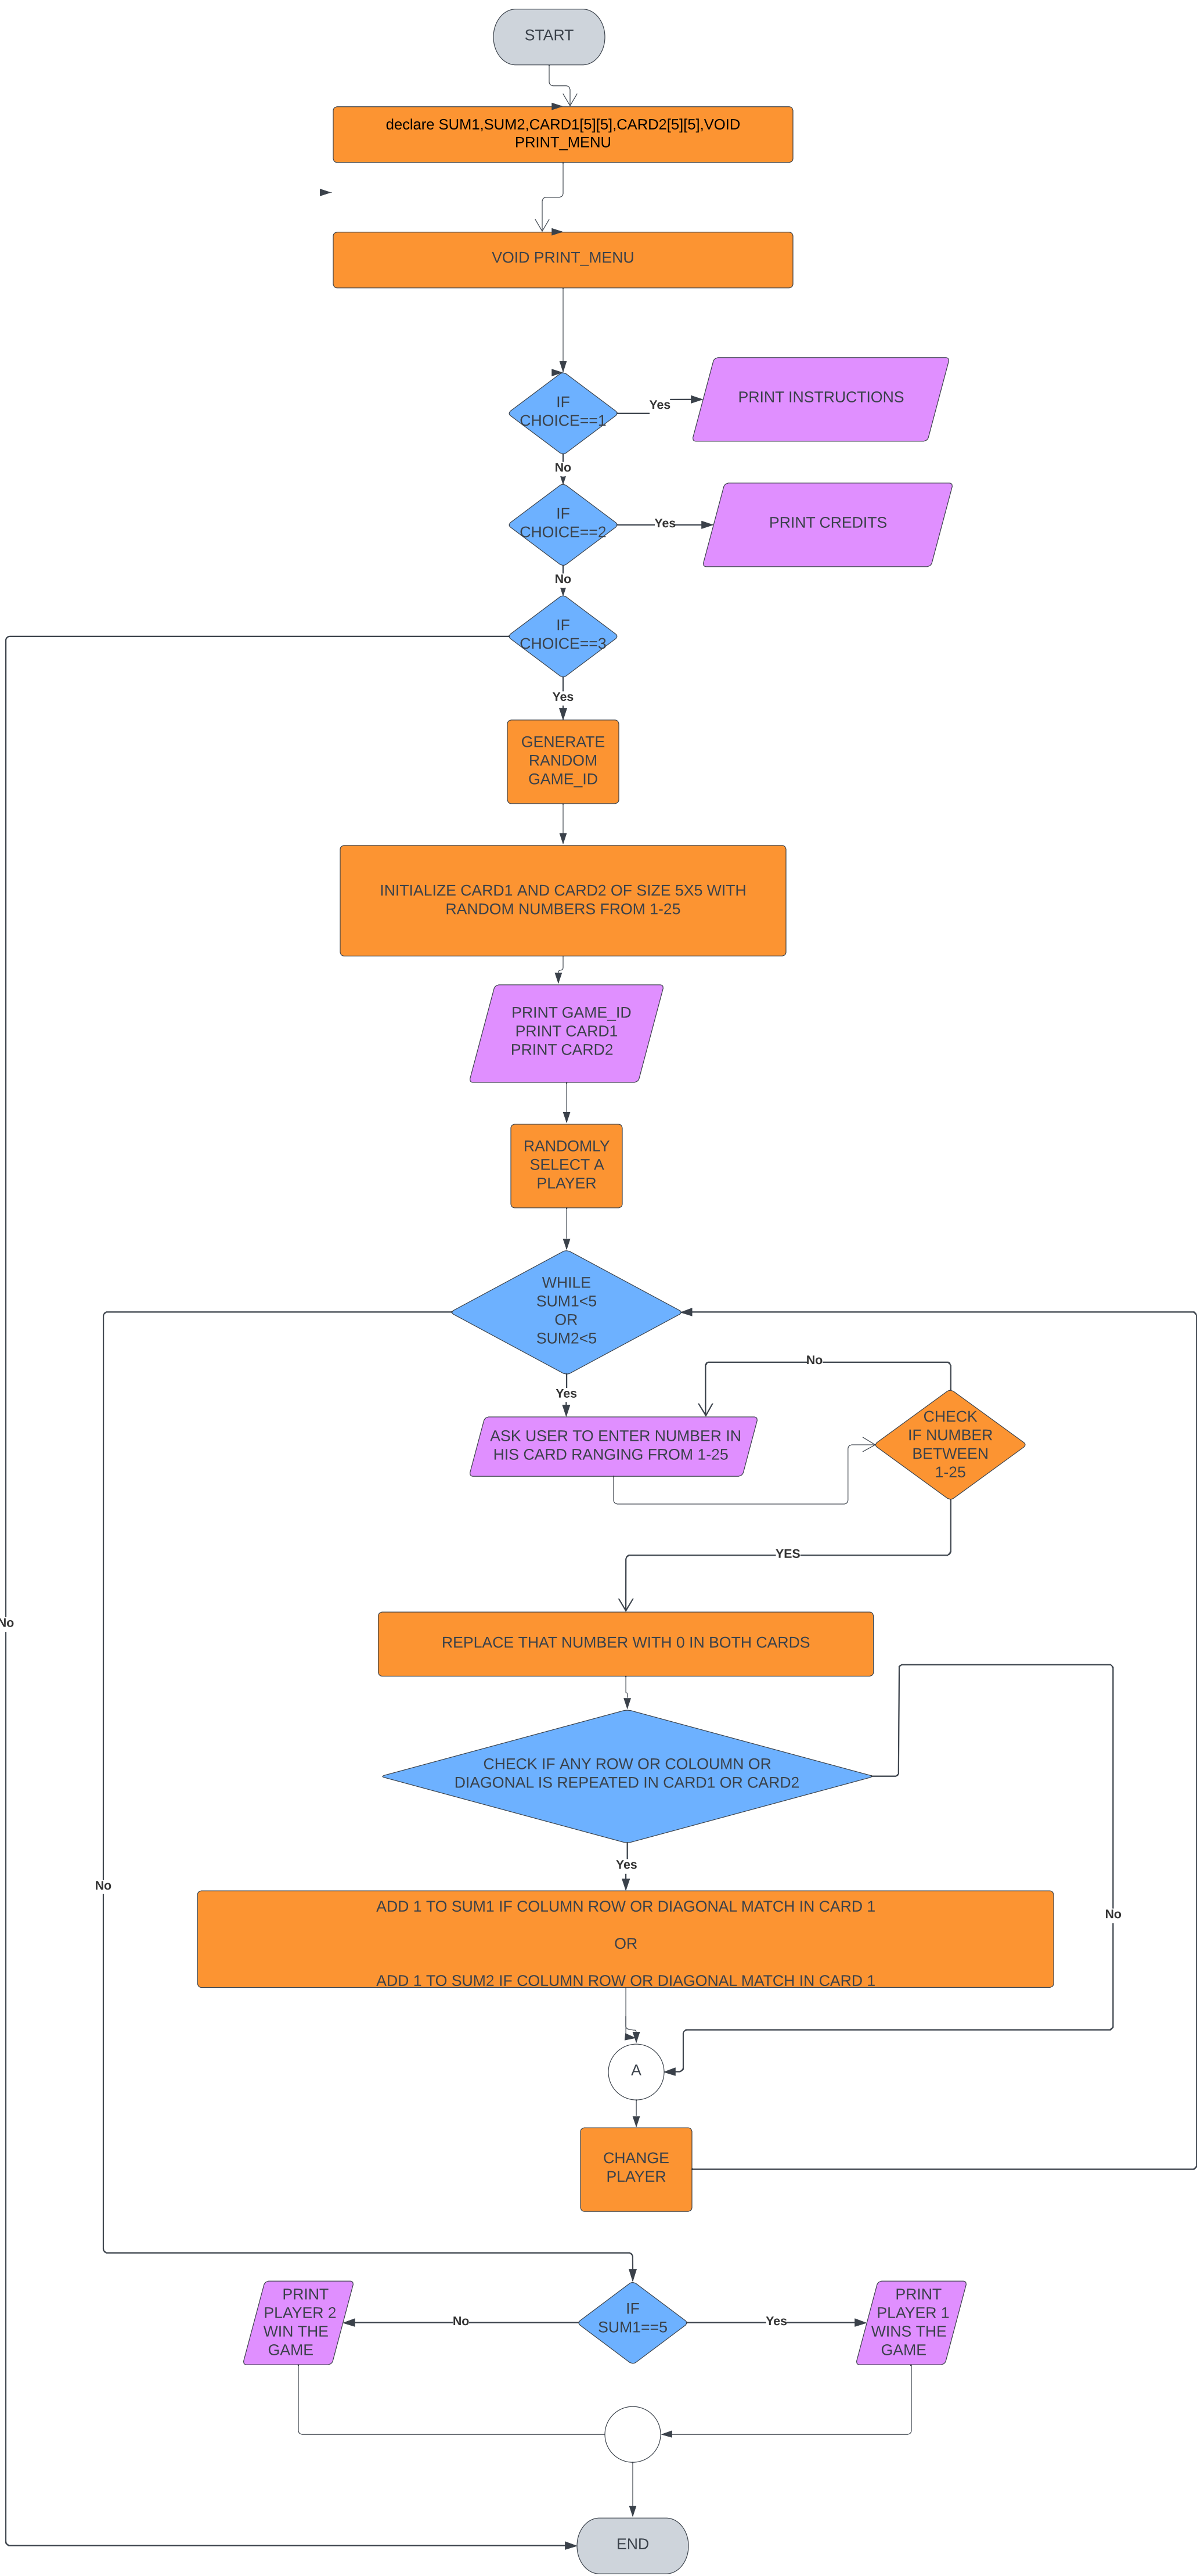 START
declare SUM1,SUM2,CARD1[5][5],CARD2[5][5],VOID
PRINT_MENU
VOID PRINT_MENU
IF
CHOICE==1
Yes
PRINT INSTRUCTIONS
No
IF
CHOICE==2
Yes
PRINT CREDITS
No
IF
CHOICE==3
Yes
GENERATE
RANDOM
GAME_ID
INITIALIZE CARD1 AND CARD2 OF SIZE 5X5 WITH
RANDOM NUMBERS FROM 1-25
PRINT GAME_ID
PRINT CARD1
PRINT CARD2
RANDOMLY
SELECT A
PLAYER
WHILE
SUM1<5
OR
SUM2<5
Yes
No
ASK USER TO ENTER NUMBER IN
HIS CARD RANGING FROM 1-25
CHECK
IF NUMBER
BETWEEN
1-25
YES
No
REPLACE THAT NUMBER WITH 0 IN BOTH CARDS
CHECK IF ANY ROW OR COLOUMN OR
DIAGONAL IS REPEATED IN CARD1 OR CARD2
Yes
No
No
ADD 1 TO SUM1 IF COLUMN ROW OR DIAGONAL MATCH IN CARD 1
OR
ADD 1 TO SUM2 IF COLUMN ROW OR DIAGONAL MATCH IN CARD 1
A
CHANGE
PLAYER
PRINT
PLAYER 2
WIN THE
GAME
No
IF
SUM1==5
Yes
PRINT
PLAYER 1
WINS THE
GAME
END